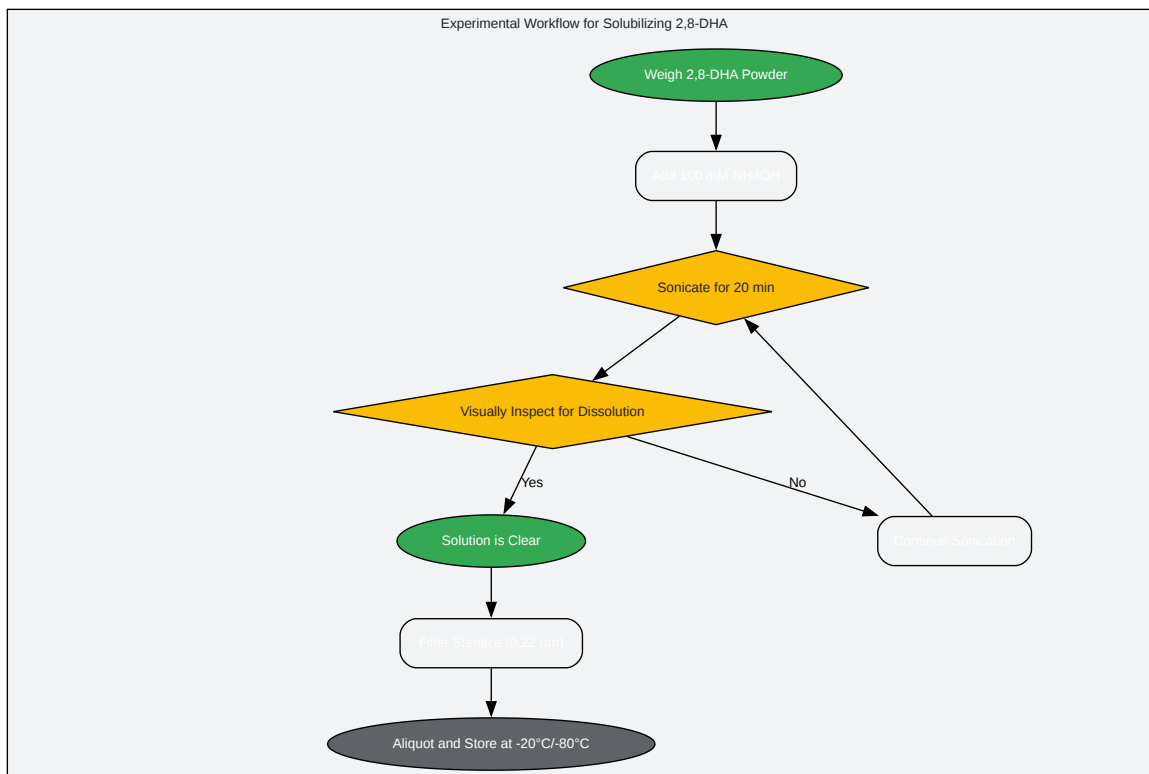 Experimental Workflow for Solubilizing 2,8-DHA
Weigh 2,8-DHA Powder
Add 100 mM NH4OH
Sonicate for 20 min
Visually Inspect for Dissolution
Yes
No
Solution is Clear
Continue Sonication
Filter Sterilize (0.22 µm)
Aliquot and Store at -20°C/-80°C